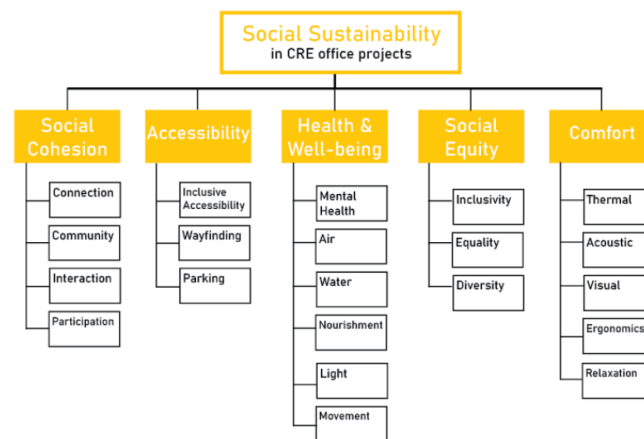 Social Sustainability
in CRE office projects
Social
Cohesion
Connection
Community
Interaction
Participation
Accessibility
Inclusive
Accessibility
Wayfinding
Parking
Health &
Well-being
Mental
Health
Air
Water
Nourishment
Light
Movement
Social
Equity
Inclusivity
Equality
Diversity
Comfort
Thermal
Acoustic
Visual
Ergonomics
Relaxation